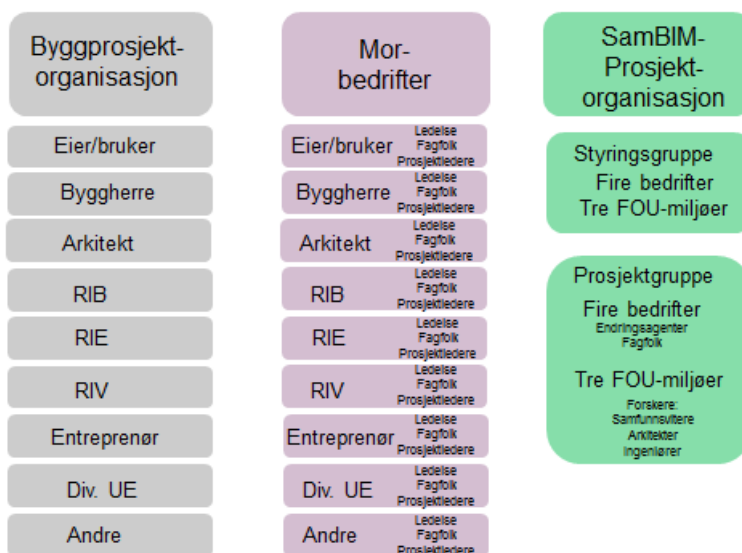 Byggprosjekt-
organisasjon
Eier/bruker
Byggherre
Arkitekt
RIB
RIE
RIV
Entreprenør
Div. UE
Andre
Mor-
bedrifter
Eier/bruker
Ledelse
Fagfolk
Prosjektledere
Byggherre
Ledelse
Fagfolk
Prosjektledere
Arkitekt
Ledelse
Fagfolk
Prosjektledere
RIB
Ledelse
Fagfolk
Prosjektledere
RIE
Ledelse
Fagfolk
Prosjektledere
RIV
Ledelse
Fagfolk
Prosjektledere
Entreprenør
Ledelse
Fagfolk
Prosjektledere
Div. UE
Ledelse
Fagfolk
Prosjektledere
Andre
Ledelse
Fagfolk
Prosjektledere
SamBIM-
Prosjekt-
organisasjon
Styringsgruppe
Fire bedrifter
Tre FOU-miljøer
Prosjektgruppe
Fire bedrifter
Endringsagenter
Fagfolk
Tre FOU-miljøer
Forskere:
Samfunnsvitere
Arkitekter
Ingeniører